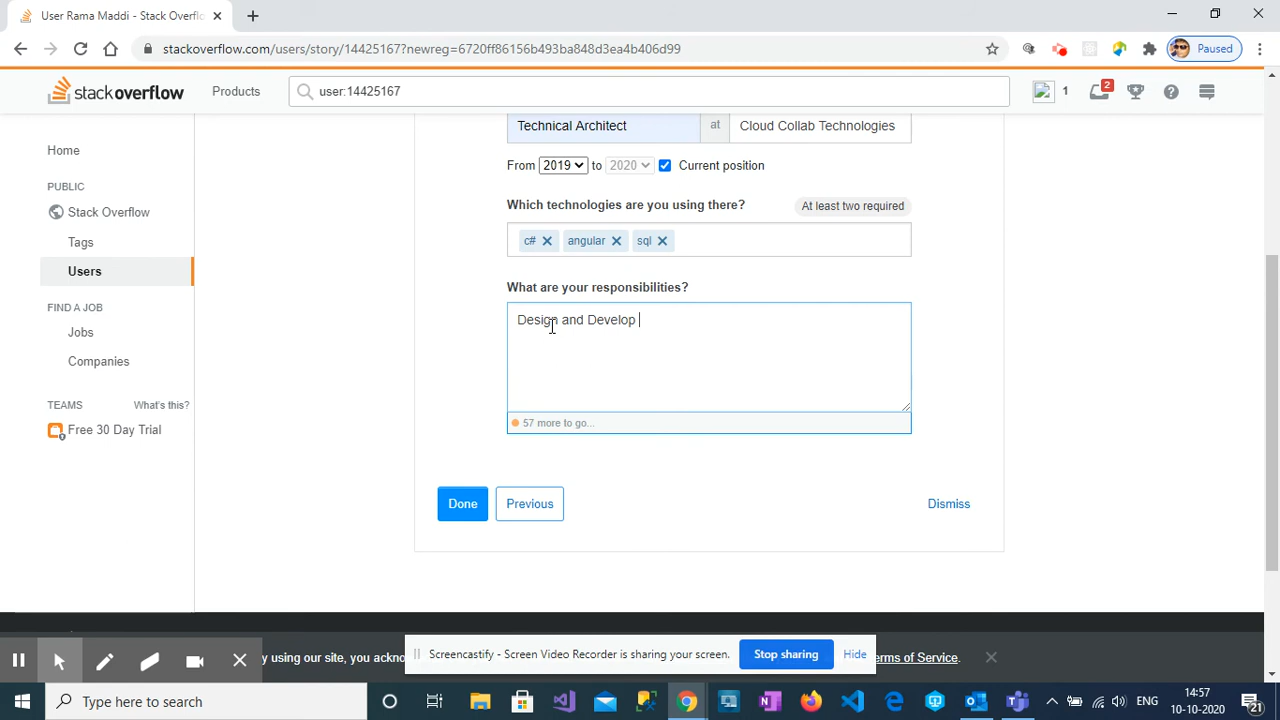 User Rama Maddi - Stack Overflo
stackoverflow.com/users/story/14425167?newreg=6720ff86156b493ba848d3ea4b406d99
Paused
stackoverflow
Products
user:14425167
1
2
Home
PUBLIC
Stack Overflow
Tags
Users
FIND A JOB
Jobs
Companies
TEAMS
What's this?
Free 30 Day Trial
Technical Architect
at
Cloud Collab Technologies
From 2019 to 2020 Current position
Which technologies are you using there?
At least two required
c# angular sql
What are your responsibilities?
Design and Develop
57 more to go...
Done
Previous
Dismiss
y using our site, you ackno
erms of Service.
Screencastify - Screen Video Recorder is sharing your screen.
Stop sharing
Hide
Type here to search
ENG
14:57
10-10-2020
21